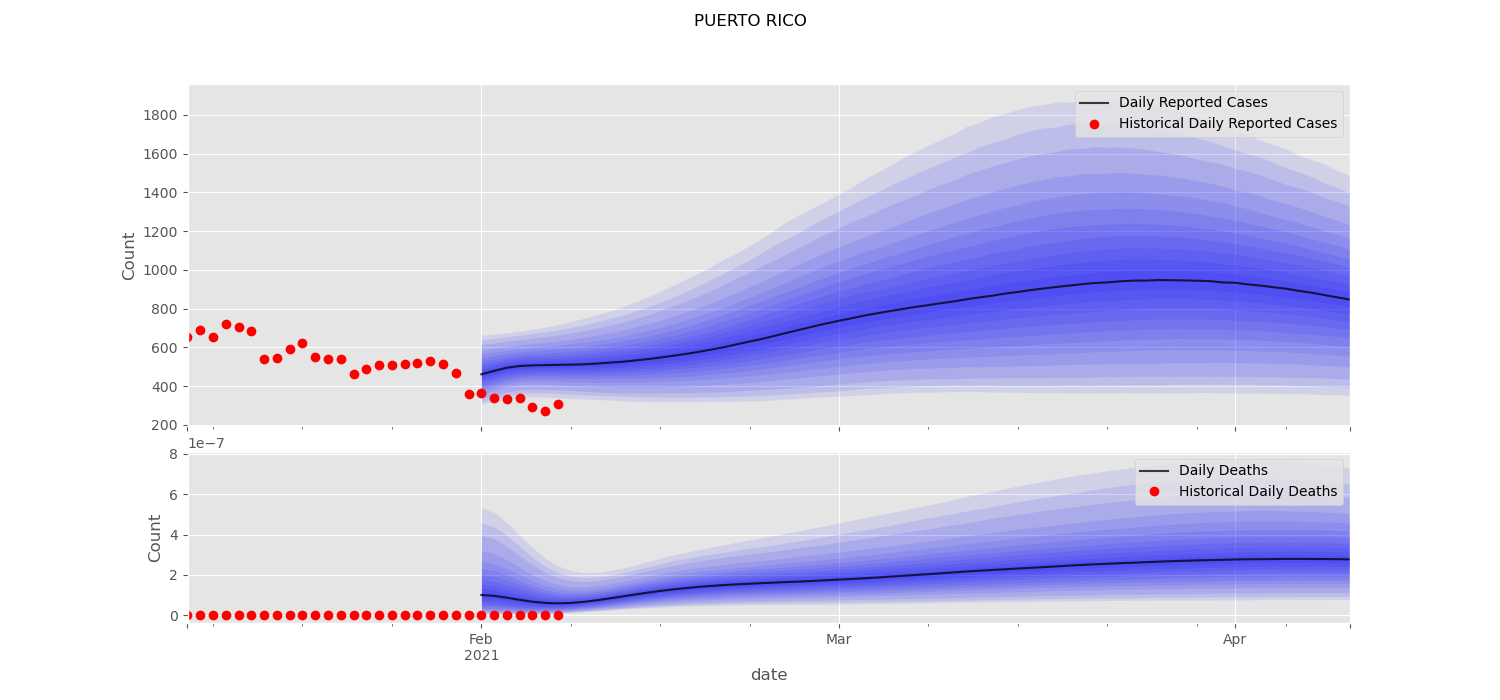 PUERTO RICO
1800
1600
1400
1200
1000
800
600
400
200
Count
Daily Reported Cases
Historical Daily Reported Cases
1e−7
8
6
4
2
0
Count
Daily Deaths
Historical Daily Deaths
Feb
2021
Mar
Apr
date